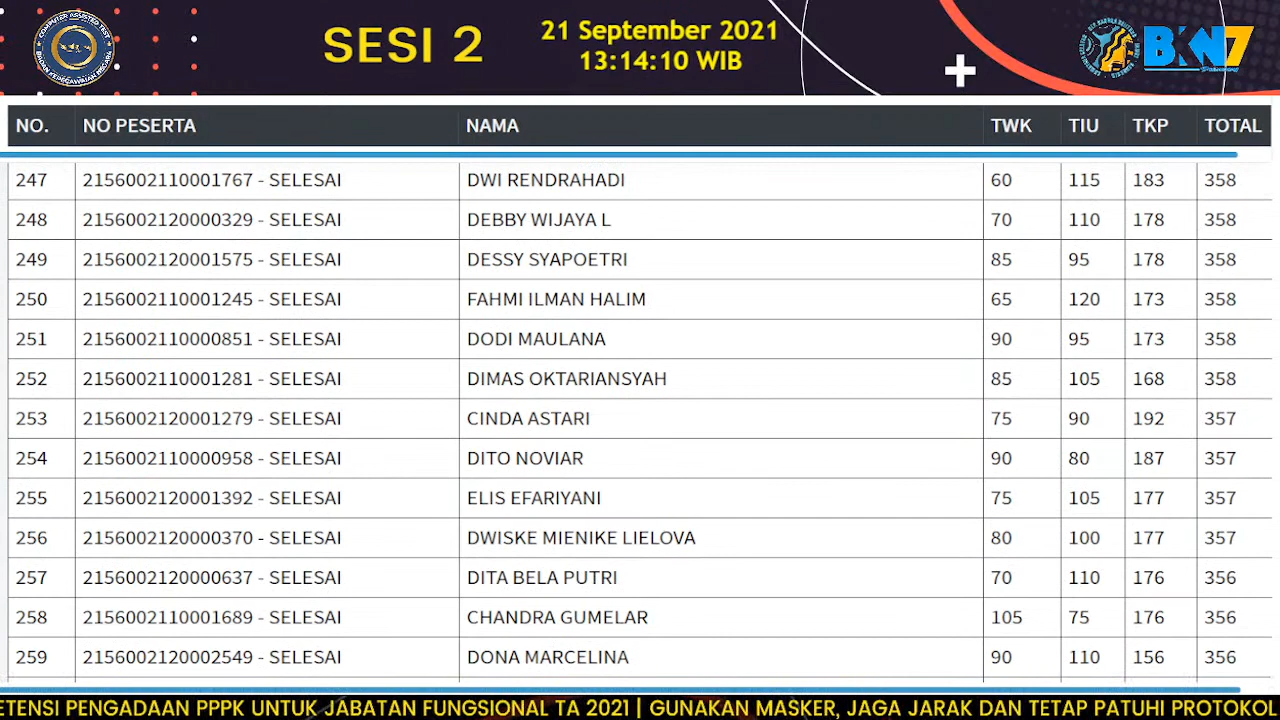 COMPUTER ASSISTED TEST
BADAN KEPEGAWAIAN NEGARA
SESI 2
21 September 2021
13:14:10 WIB
BKN7
NO. NO PESERTA NAMA TWK TIU TKP TOTAL
247 2156002110001767 - SELESAI DWI RENDRAHADI 60 115 183 358
248 2156002120000329 - SELESAI DEBBY WIJAYA L 70 110 178 358
249 2156002120001575 - SELESAI DESSY SYAPOETRI 85 95 178 358
250 2156002110001245 - SELESAI FAHMI ILMAN HALIM 65 120 173 358
251 2156002110000851 - SELESAI DODI MAULANA 90 95 173 358
252 2156002110001281 - SELESAI DIMAS OKTARIANSYAH 85 105 168 358
253 2156002120001279 - SELESAI CINDA ASTARI 75 90 192 357
254 2156002110000958 - SELESAI DITO NOVIAR 90 80 187 357
255 2156002120001392 - SELESAI ELIS EFARIYANI 75 105 177 357
256 2156002120000370 - SELESAI DWISKE MIENIKE LIELOVA 80 100 177 357
257 2156002120000637 - SELESAI DITA BELA PUTRI 70 110 176 356
258 2156002110001689 - SELESAI CHANDRA GUMELAR 105 75 176 356
259 2156002120002549 - SELESAI DONA MARCELINA 90 110 156 356
ETENSI PENGADAAN PPPK UNTUK JABATAN FUNGSIONAL TA 2021 | GUNAKAN MASKER, JAGA JARAK DAN TETAP PATUHI PROTOKOL